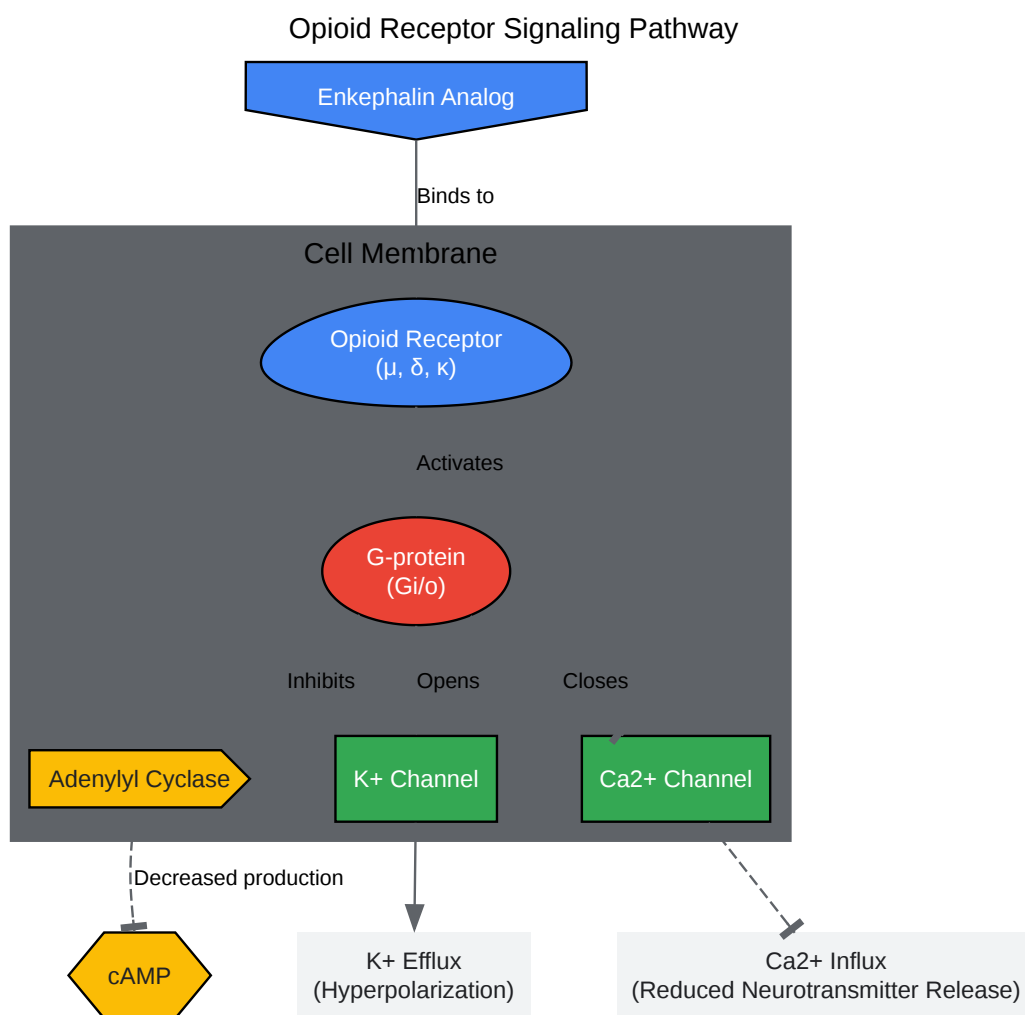 Opioid Receptor Signaling Pathway
Enkephalin Analog
Binds to
Cell Membrane
Opioid Receptor
(μ, δ, κ)
Activates
G-protein
(Gi/o)
Inhibits
Opens
Closes
Adenylyl Cyclase
K+ Channel
Ca2+ Channel
Decreased production
cAMP
K+ Efflux
(Hyperpolarization)
Ca2+ Influx
(Reduced Neurotransmitter Release)